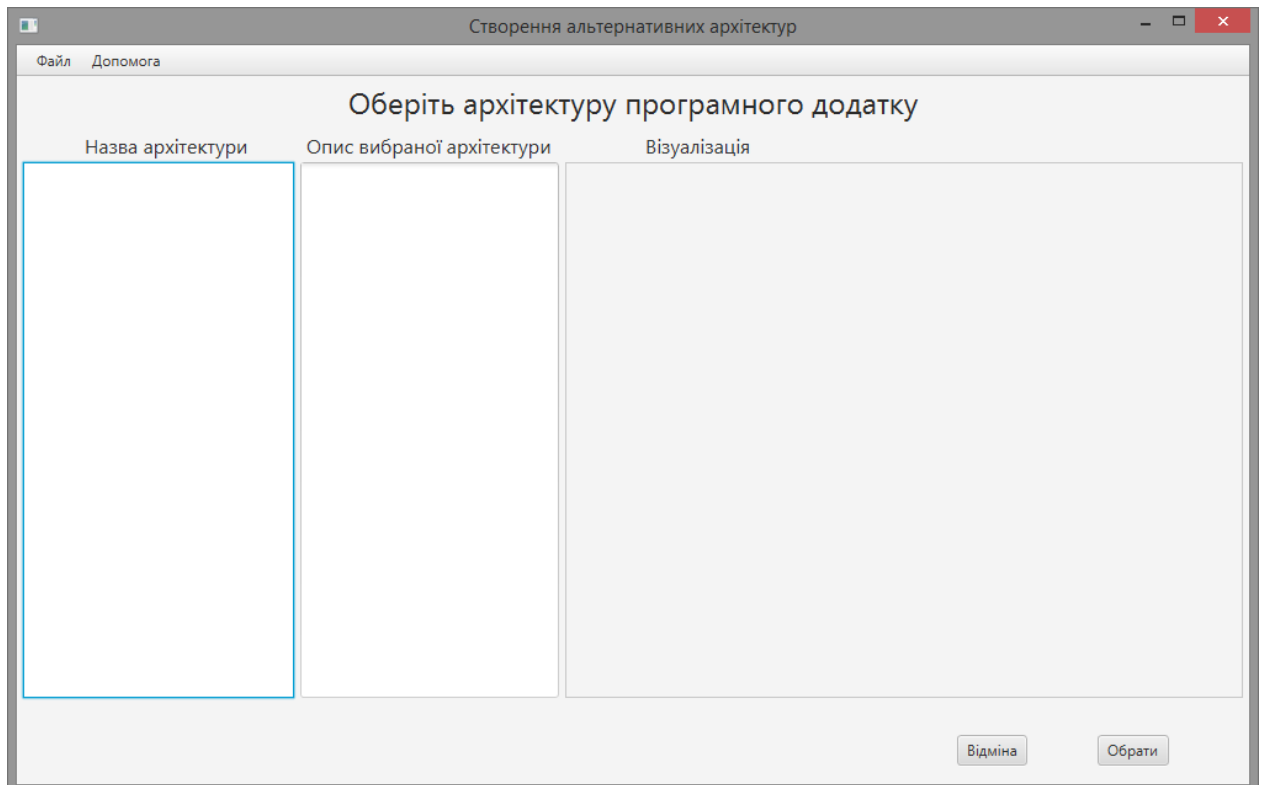 Створення альтернативних архітектур
Файл Допомога
Оберіть архітектуру програмного додатку
Назва архітектури Опис вибраної архітектури Візуалізація
Відміна Обрати